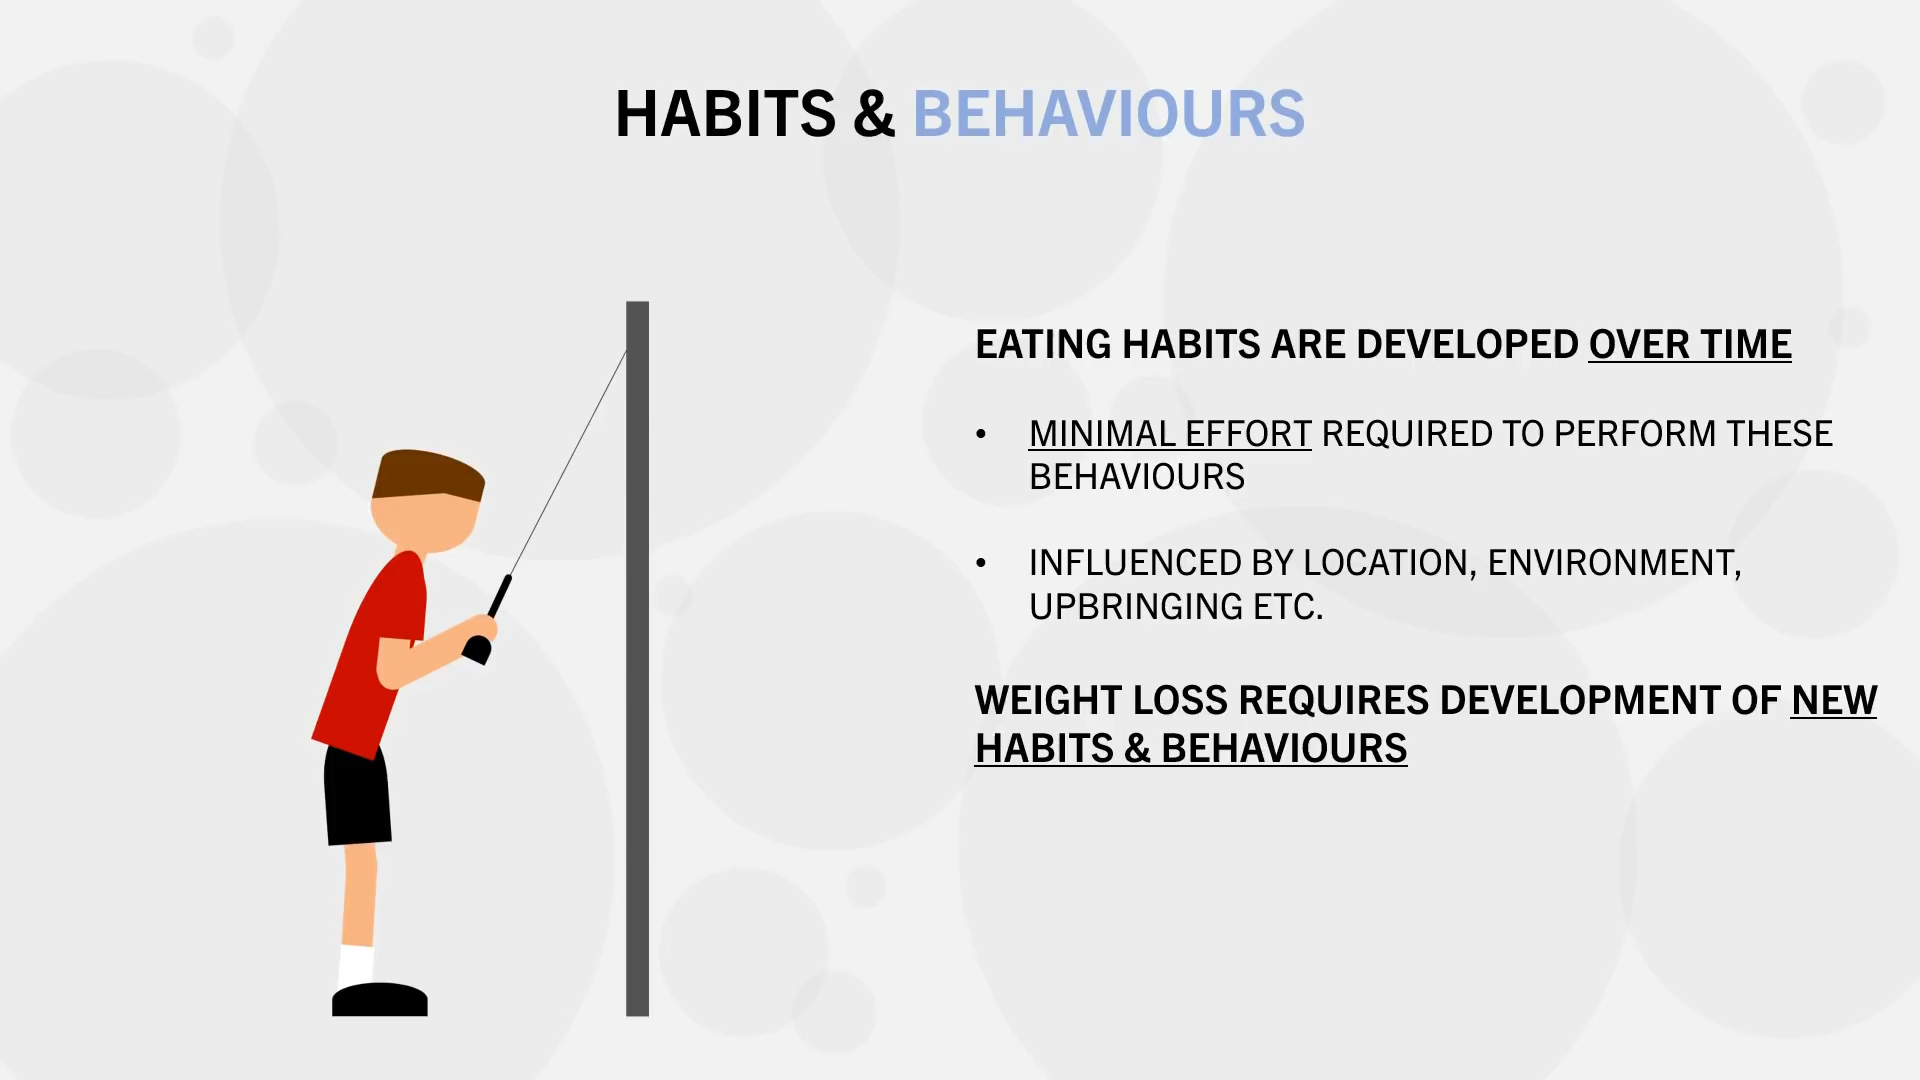 HABITS & BEHAVIOURS
EATING HABITS ARE DEVELOPED OVER TIME
• MINIMAL EFFORT REQUIRED TO PERFORM THESE
BEHAVIOURS
• INFLUENCED BY LOCATION, ENVIRONMENT,
UPBRINGING ETC.
WEIGHT LOSS REQUIRES DEVELOPMENT OF NEW
HABITS & BEHAVIOURS